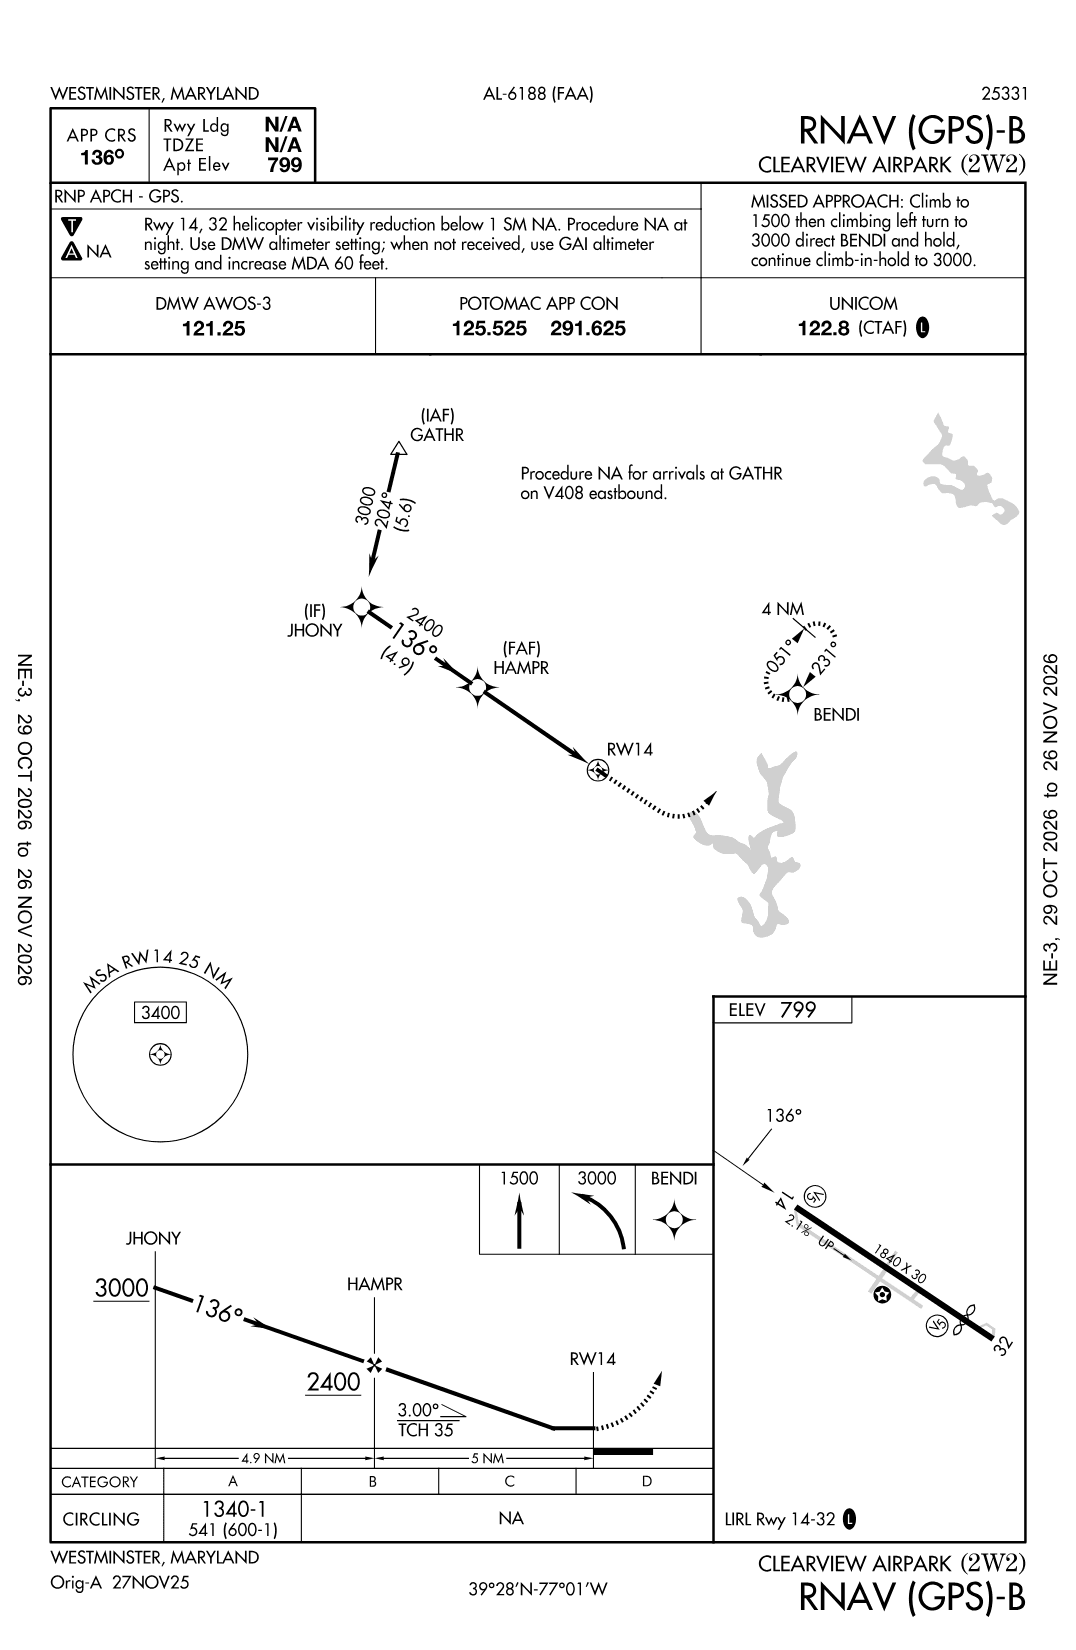 WESTMINSTER, MARYLAND
AL-6188 (FAA)
25331
APP CRS
136°
Rwy Ldg N/A
TDZE N/A
Apt Elev 799
RNAV (GPS)-B
CLEARVIEW AIRPARK (2W2)
RNP APCH - GPS.
T
A NA
Rwy 14, 32 helicopter visibility reduction below 1 SM NA. Procedure NA at
night. Use DMW altimeter setting; when not received, use GAI altimeter
setting and increase MDA 60 feet.
MISSED APPROACH: Climb to
1500 then climbing left turn to
3000 direct BENDI and hold,
continue climb-in-hold to 3000.
DMW AWOS-3
121.25
POTOMAC APP CON
125.525 291.625
UNICOM
122.8 (CTAF) L
(IAF)
GATHR
Procedure NA for arrivals at GATHR
on V408 eastbound.
3000
204°
(5.6)
(IF)
JHONY
2400
136°
(4.9)
(FAF)
HAMPR
4 NM
051°
231°
BENDI
RW14
NE-3, 29 OCT 2026 to 26 NOV 2026
NE-3, 29 OCT 2026 to 26 NOV 2026
MSA RW14 25 NM
3400
ELEV 799
136°
14
V5
2.1% UP
1840 X 30
V5
32
LIRL Rwy 14-32 L
1500
3000
BENDI
JHONY
3000
136°
HAMPR
2400
RW14
3.00°
TCH 35
4.9 NM
5 NM
CATEGORY A B C D
CIRCLING
1340-1
541 (600-1)
NA
WESTMINSTER, MARYLAND
Orig-A 27NOV25
39°28'N-77°01'W
CLEARVIEW AIRPARK (2W2)
RNAV (GPS)-B